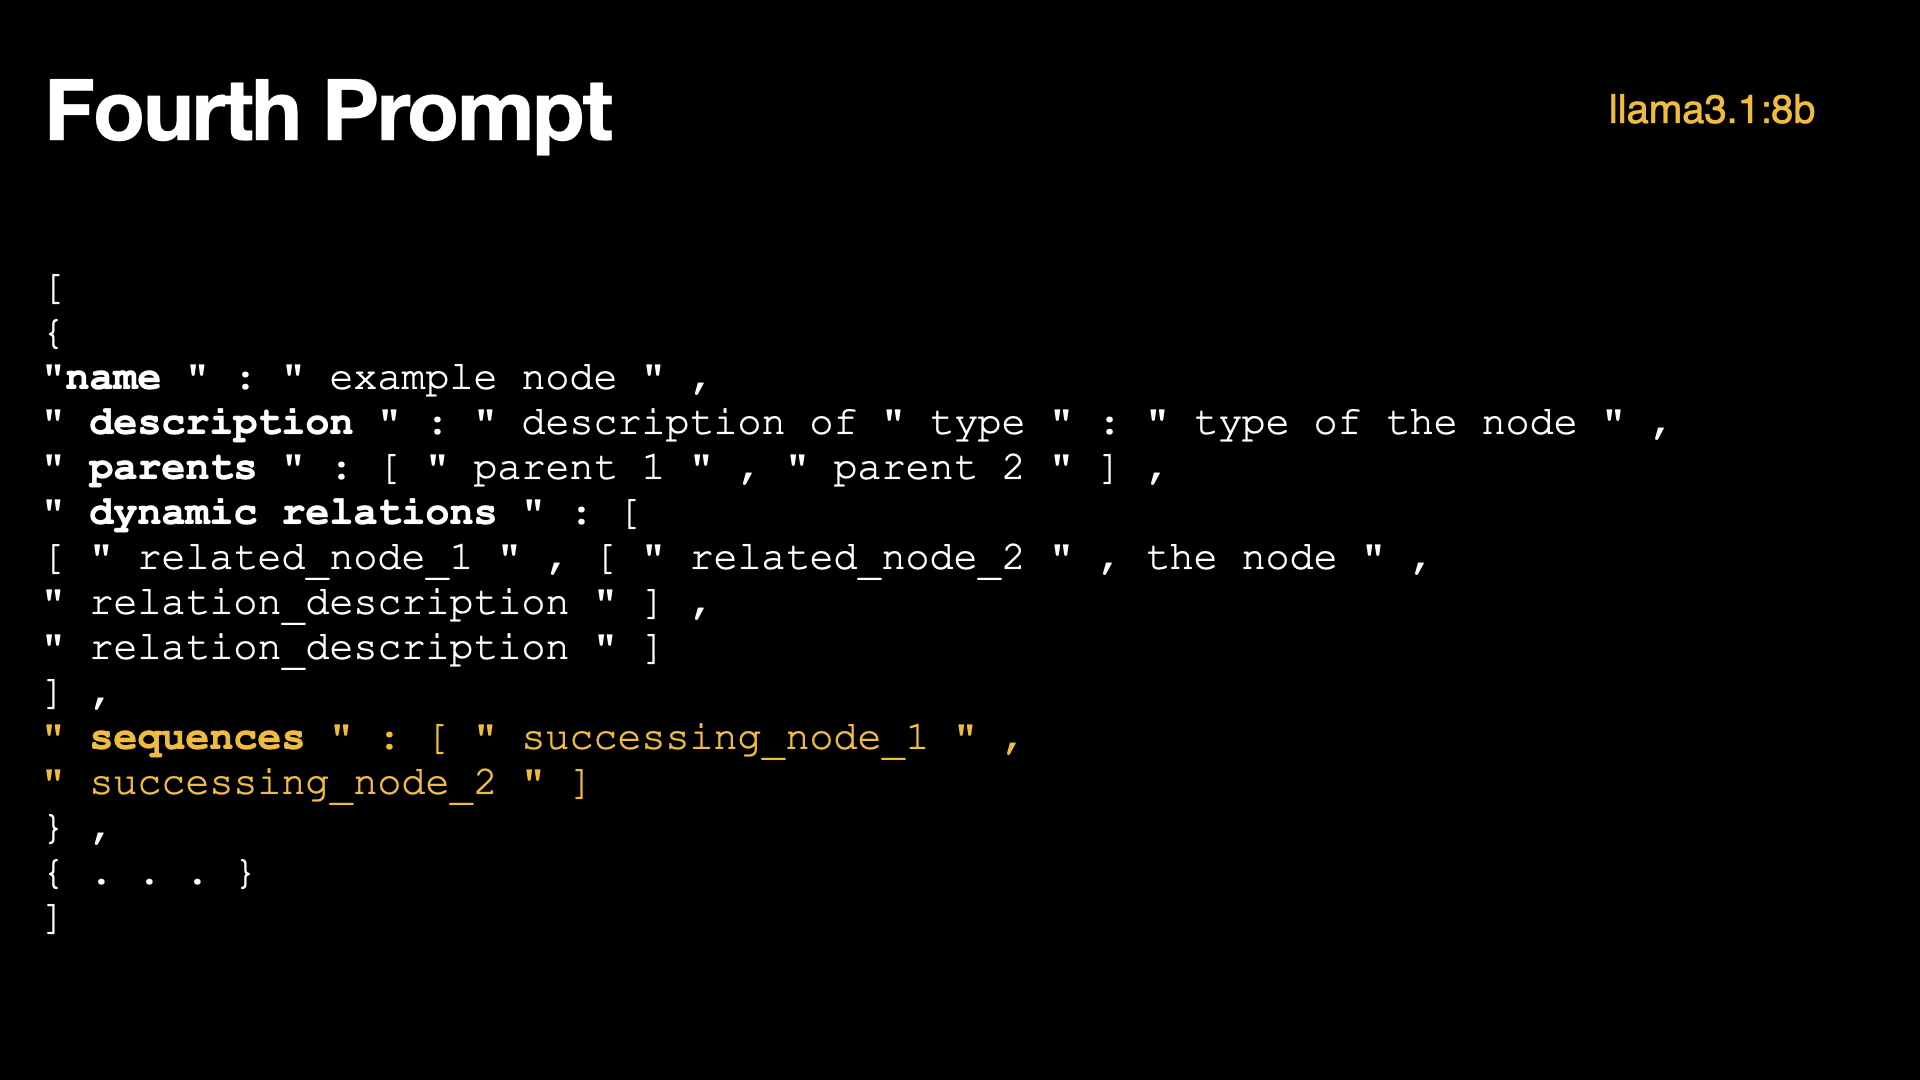 Fourth Prompt
llama3.1:8b
[
{
"name " : " example node " ,
" description " : " description of " type " : " type of the node " ,
" parents " : [ " parent 1 " , " parent 2 " ] ,
" dynamic relations " : [
[ " related_node_1 " , [ " related_node_2 " , the node " ,
" relation_description " ] ,
" relation_description " ]
] ,
" sequences " : [ " successing_node_1 " ,
" successing_node_2 " ]
} ,
{ . . . }
]